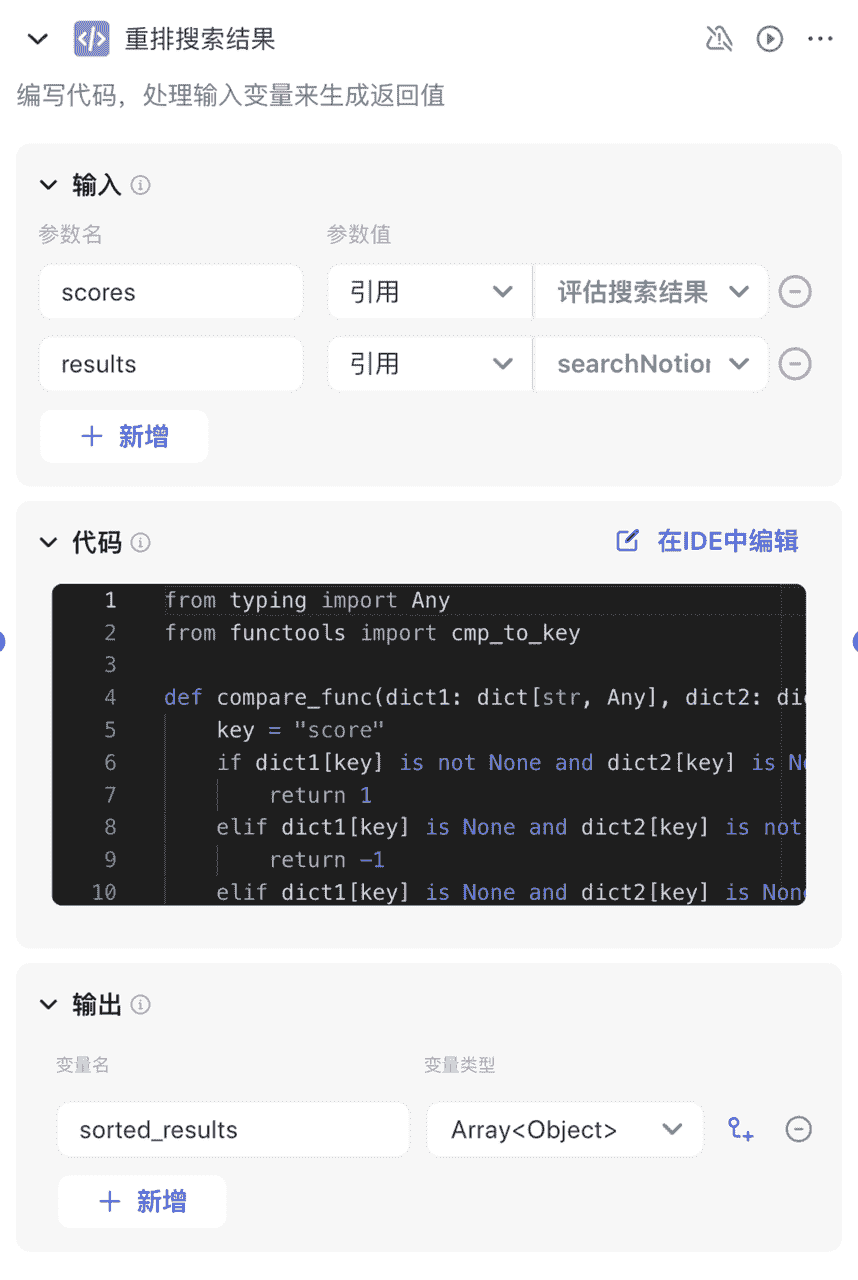 重排搜索结果
编写代码，处理输入变量来生成返回值
输入
参数名 参数值
scores 引用 评估搜索结果
results 引用 searchNotion
+ 新增
代码 在IDE中编辑
1 from typing import Any
2 from functools import cmp_to_key
3
4 def compare_func(dict1: dict[str, Any], dict2: di
5 key = "score"
6 if dict1[key] is not None and dict2[key] is No
7 return 1
8 elif dict1[key] is None and dict2[key] is not
9 return -1
10 elif dict1[key] is None and dict2[key] is Non
输出
变量名 变量类型
sorted_results Array<Object>
+ 新增